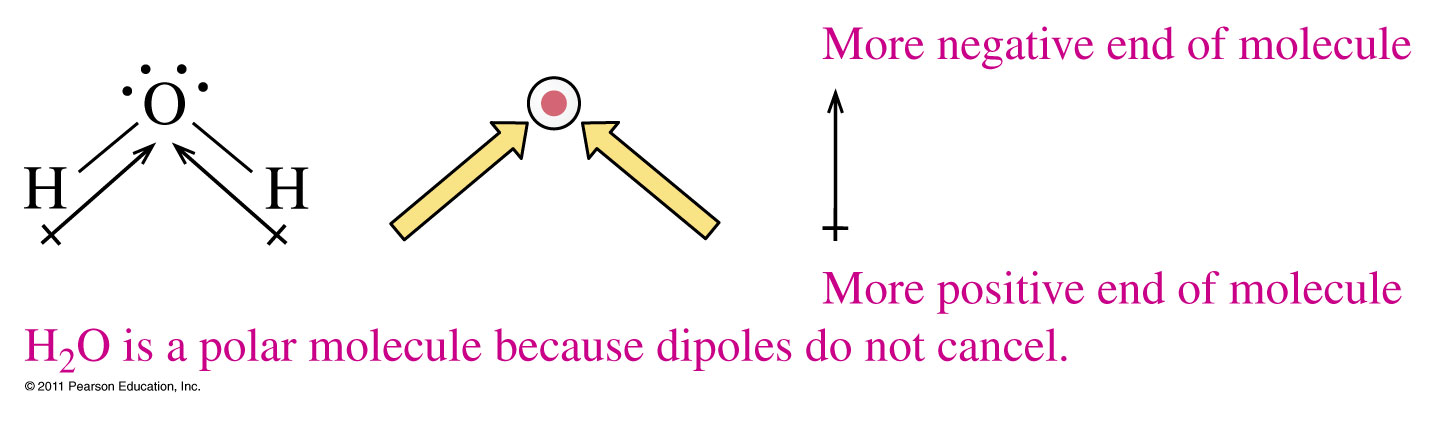 More negative end of molecule
O
H H
More positive end of molecule
H₂O is a polar molecule because dipoles do not cancel.
© 2011 Pearson Education, Inc.